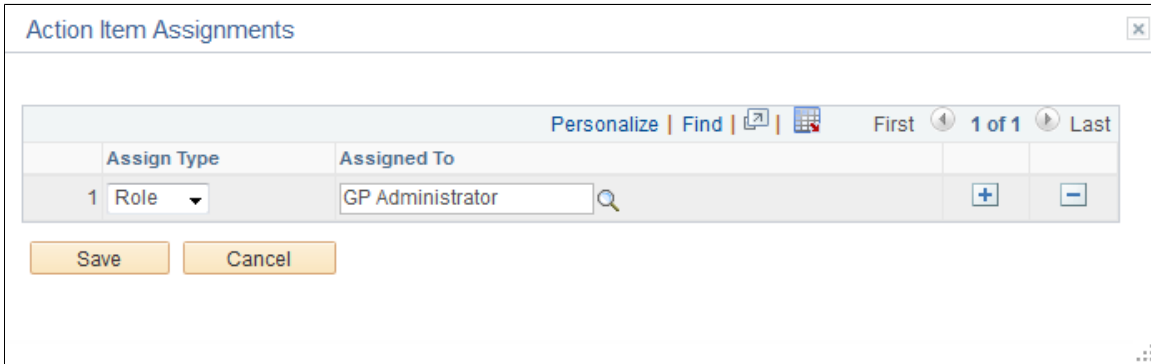 Action Item Assignments
Personalize | Find | | First 1 of 1 Last
Assign Type Assigned To
1 Role GP Administrator
Save Cancel